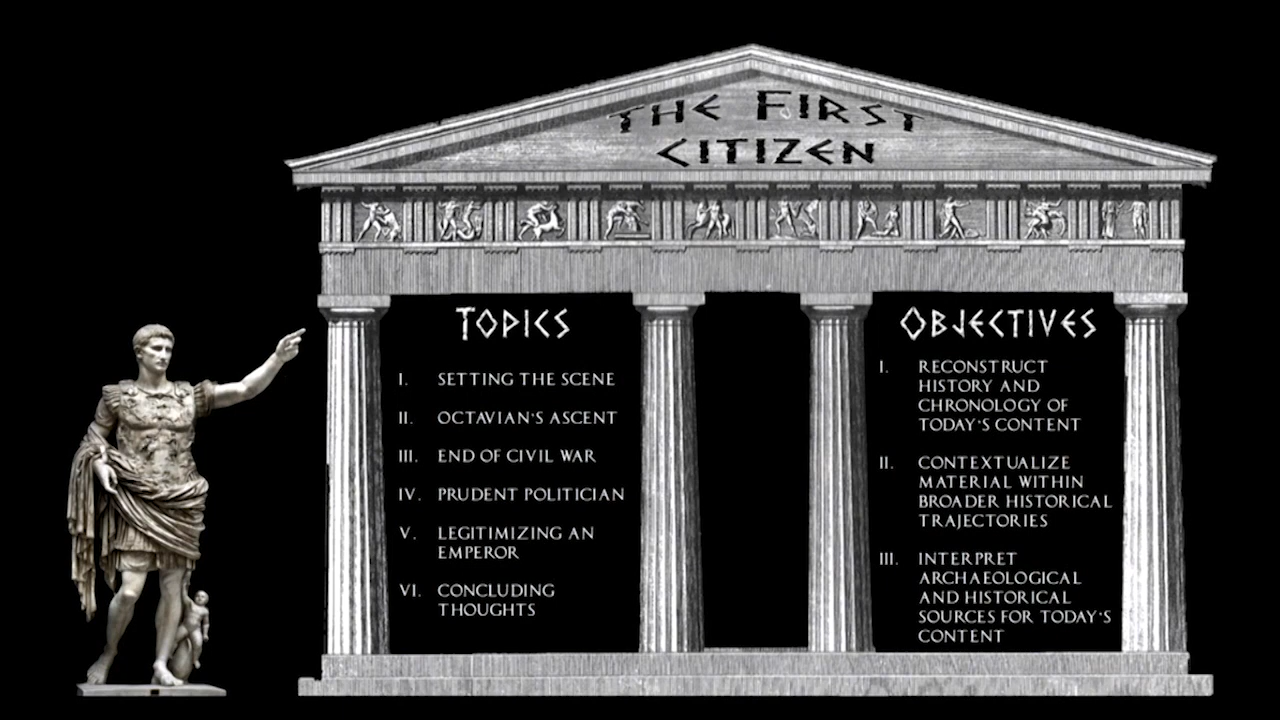 THE FIRST
CITIZEN
TOPICS
I. SETTING THE SCENE
II. OCTAVIAN'S ASCENT
III. END OF CIVIL WAR
IV. PRUDENT POLITICIAN
V. LEGITIMIZING AN
EMPEROR
VI. CONCLUDING
THOUGHTS
OBJECTIVES
I. RECONSTRUCT
HISTORY AND
CHRONOLOGY OF
TODAY'S CONTENT
II. CONTEXTUALIZE
MATERIAL WITHIN
BROADER HISTORICAL
TRAJECTORIES
III. INTERPRET
ARCHAEOLOGICAL
AND HISTORICAL
SOURCES FOR TODAY'S
CONTENT